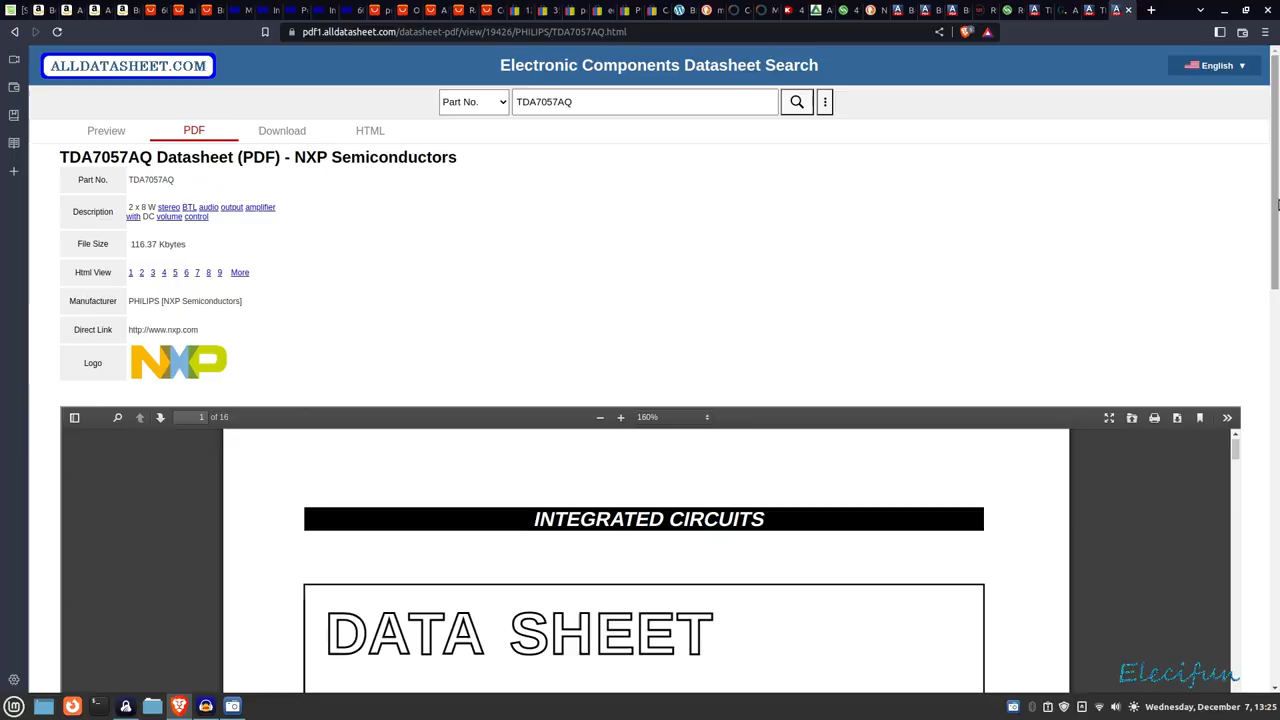 pdf1.alldatasheet.com/datasheet-pdf/view/19426/PHILIPS/TDA7057AQ.html
ALLDATASHEET.COM
Electronic Components Datasheet Search
English ▼
Part No.
TDA7057AQ
Preview
PDF
Download
HTML
TDA7057AQ Datasheet (PDF) - NXP Semiconductors
Part No. TDA7057AQ
Description 2 x 8 W stereo BTL audio output amplifier
with DC volume control
File Size 116.37 Kbytes
Html View 1 2 3 4 5 6 7 8 9 More
Manufacturer PHILIPS [NXP Semiconductors]
Direct Link http://www.nxp.com
Logo NXP
1 of 16
160%
INTEGRATED CIRCUITS
DATA SHEET
Elecifun
Wednesday, December 7, 13:25